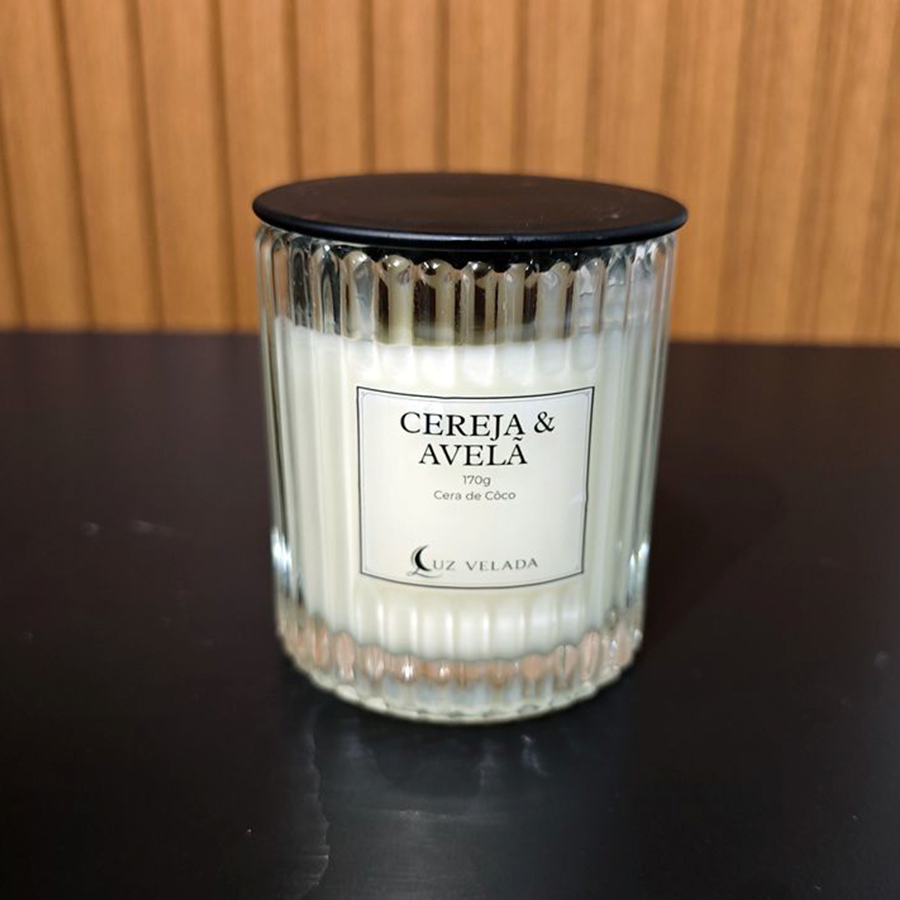 CEREJA &
AVELÃ
170g
Cera de Côco
LUZ VELADA